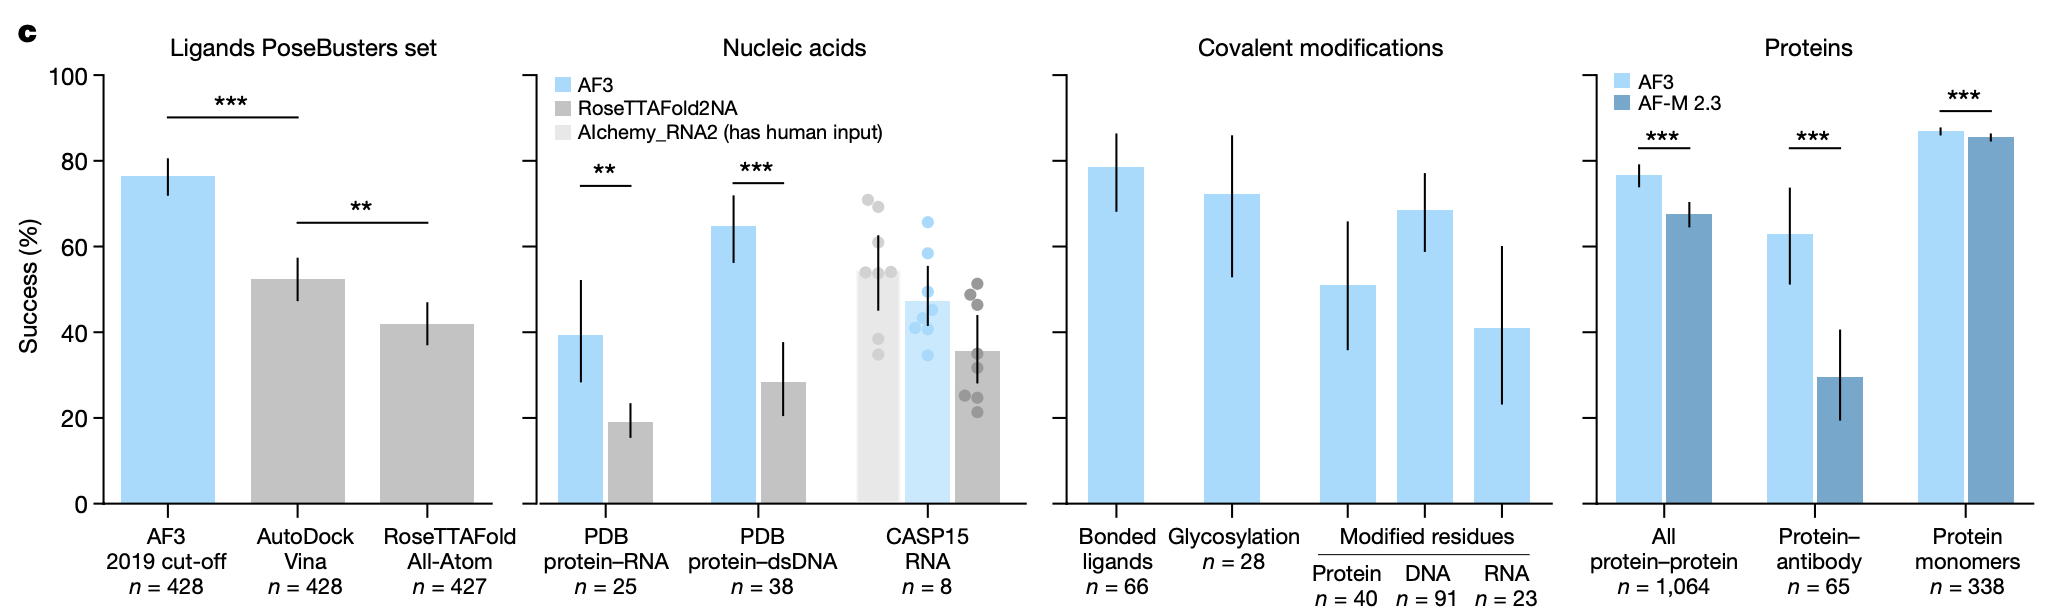 c
Ligands PoseBusters set
Nucleic acids
Covalent modifications
Proteins
Success (%)
100
80
60
40
20
0
***
**
AF3
2019 cut-off
n = 428
AutoDock
Vina
n = 428
RoseTTAFold
All-Atom
n = 427
AF3
RoseTTAFold2NA
AIchemy_RNA2 (has human input)
**
***
PDB
protein–RNA
n = 25
PDB
protein–dsDNA
n = 38
CASP15
RNA
n = 8
Bonded
ligands
n = 66
Glycosylation
n = 28
Modified residues
Protein
n = 40
DNA
n = 91
RNA
n = 23
AF3
AF-M 2.3
***
***
***
All
protein–protein
n = 1,064
Protein–
antibody
n = 65
Protein
monomers
n = 338